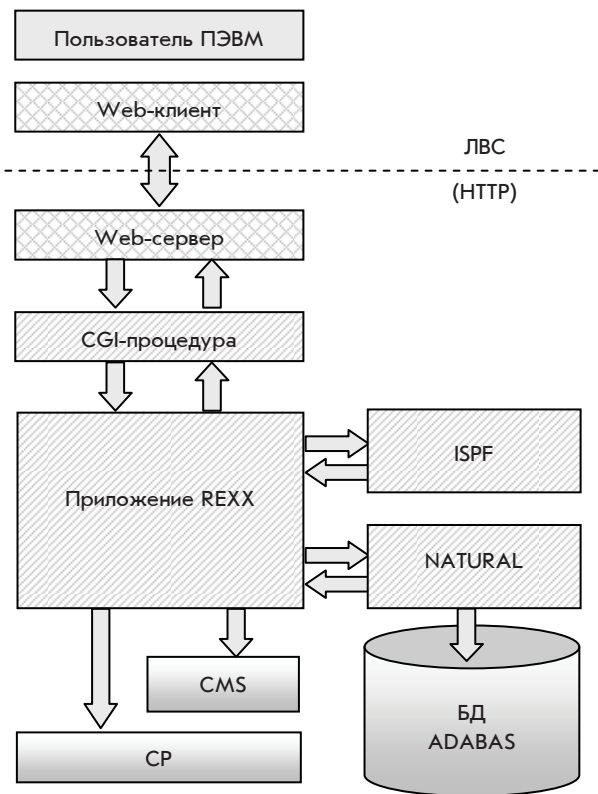 Пользователь ПЭВМ
Web-клиент
ЛВС
(HTTP)
Web-сервер
CGI-процедура
Приложение REXX
ISPF
NATURAL
CMS
CP
БД
ADABAS